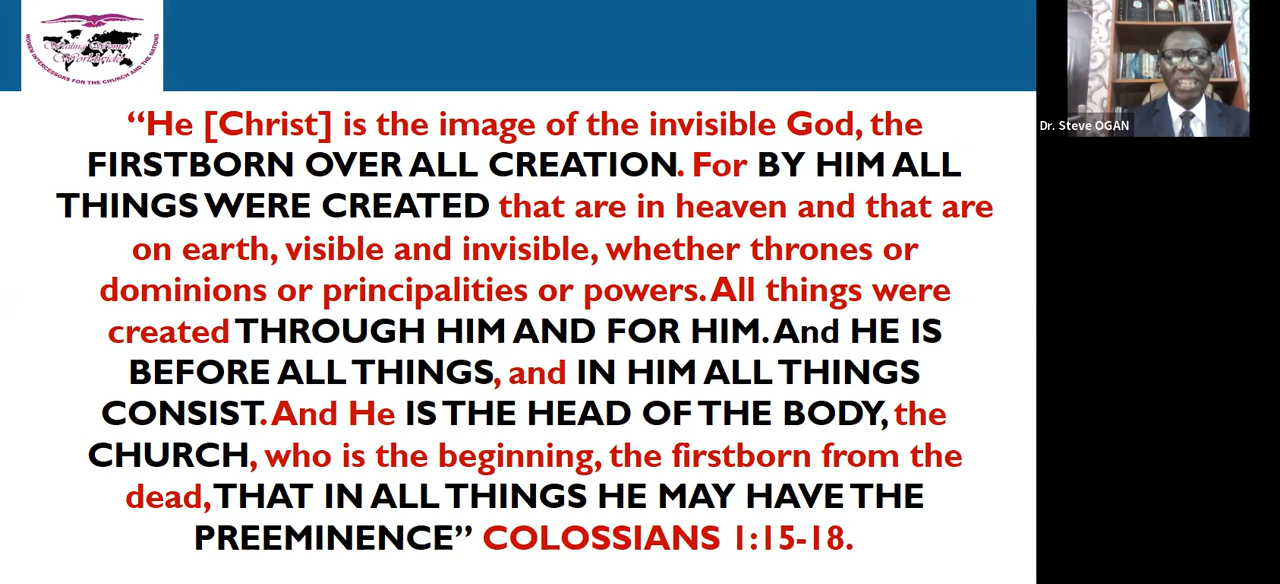 Healing Women
Worldwide
WOMEN INTERCESSORS FOR THE CHURCH AND THE NATIONS
“He [Christ] is the image of the invisible God, the
FIRSTBORN OVER ALL CREATION. For BY HIM ALL
THINGS WERE CREATED that are in heaven and that are
on earth, visible and invisible, whether thrones or
dominions or principalities or powers. All things were
created THROUGH HIM AND FOR HIM. And HE IS
BEFORE ALL THINGS, and IN HIM ALL THINGS
CONSIST. And He IS THE HEAD OF THE BODY, the
CHURCH, who is the beginning, the firstborn from the
dead, THAT IN ALL THINGS HE MAY HAVE THE
PREEMINENCE” COLOSSIANS 1:15-18.
Dr. Steve OGAN